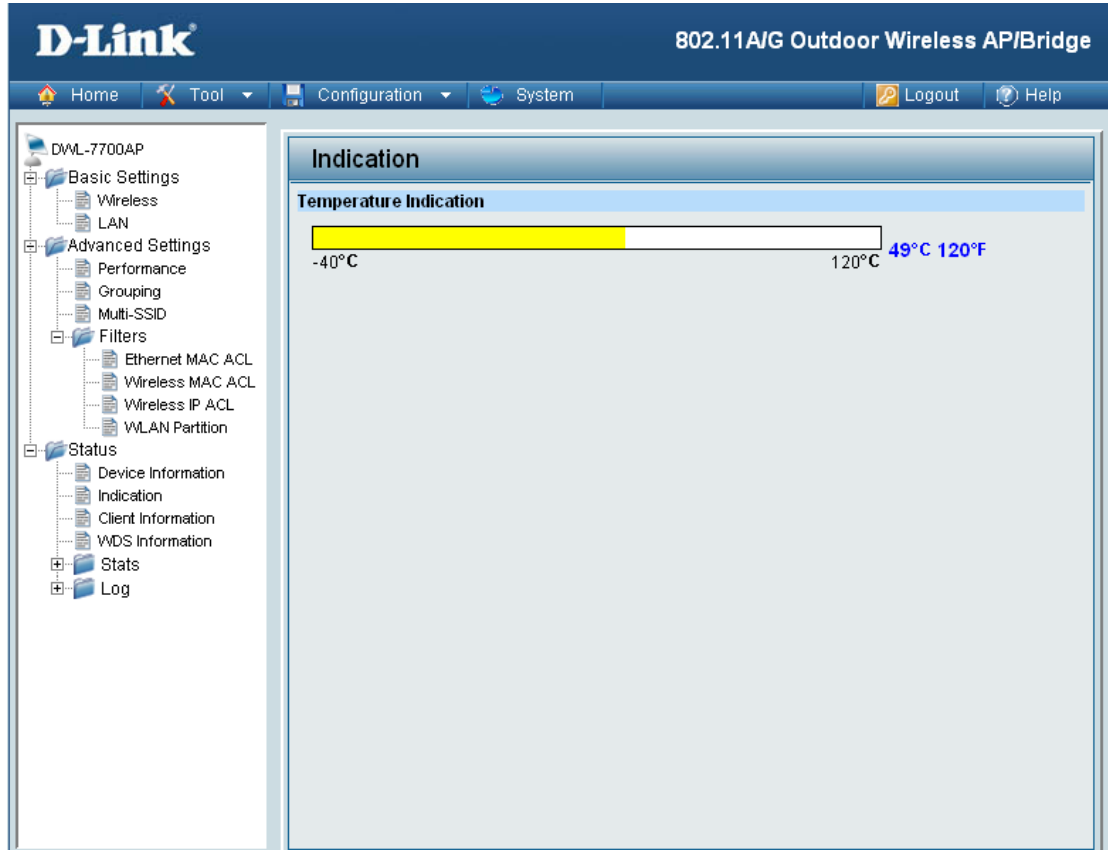 D-Link
802.11A/G Outdoor Wireless AP/Bridge
Home Tool Configuration System Logout Help
DWL-7700AP
Basic Settings
Wireless
LAN
Advanced Settings
Performance
Grouping
Multi-SSID
Filters
Ethernet MAC ACL
Wireless MAC ACL
Wireless IP ACL
WLAN Partition
Status
Device Information
Indication
Client Information
WDS Information
Stats
Log
Indication
Temperature Indication
-40°C 120°C 49°C 120°F